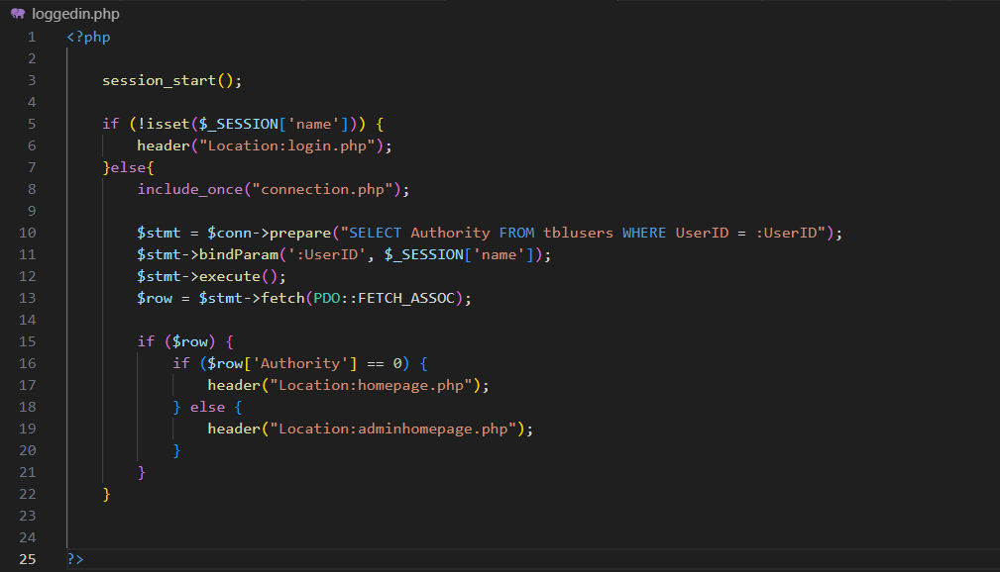 loggedin.php
1 <?php
2
3 session_start();
4
5 if (!isset($_SESSION['name'])) {
6 header("Location:login.php");
7 }else{
8 include_once("connection.php");
9
10 $stmt = $conn->prepare("SELECT Authority FROM tblusers WHERE UserID = :UserID");
11 $stmt->bindParam(':UserID', $_SESSION['name']);
12 $stmt->execute();
13 $row = $stmt->fetch(PDO::FETCH_ASSOC);
14
15 if ($row) {
16 if ($row['Authority'] == 0) {
17 header("Location:homepage.php");
18 } else {
19 header("Location:adminhomepage.php");
20 }
21 }
22 }
23
24
25 ?>